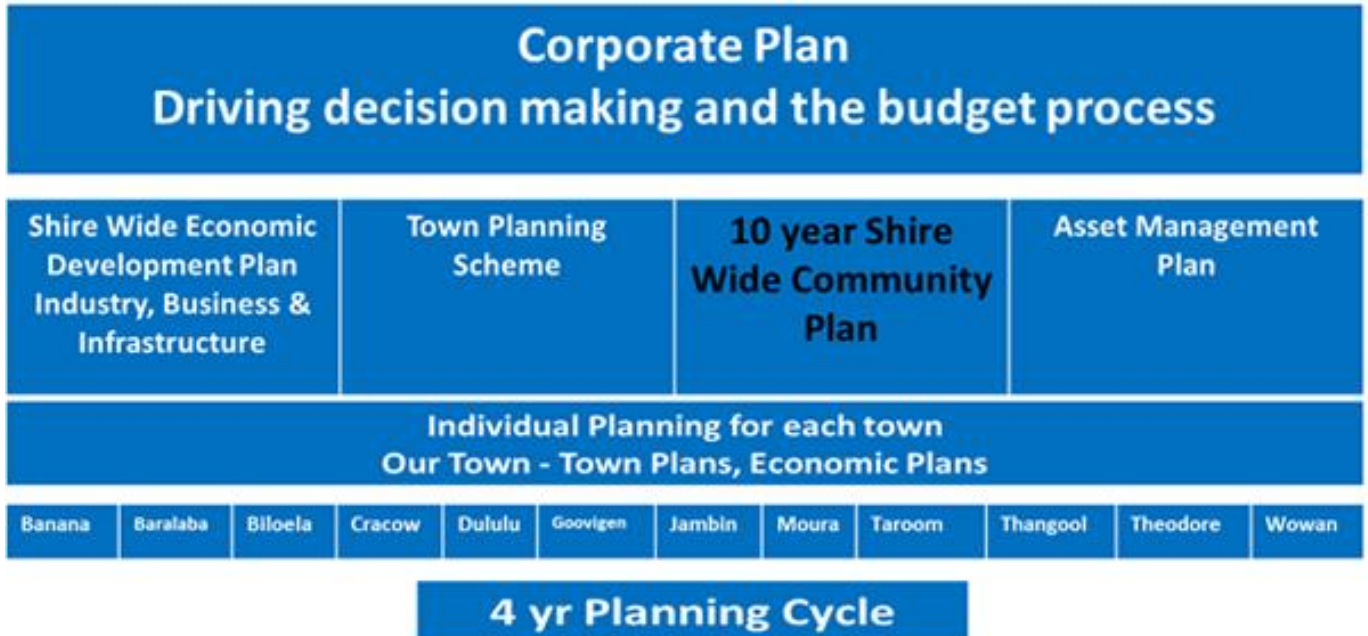 Corporate Plan
Driving decision making and the budget process
Shire Wide Economic
Development Plan
Industry, Business &
Infrastructure
Town Planning
Scheme
10 year Shire
Wide Community
Plan
Asset Management
Plan
Individual Planning for each town
Our Town - Town Plans, Economic Plans
Banana
Baralaba
Biloela
Cracow
Dululu
Goovigen
Jambin
Moura
Taroom
Thangool
Theodore
Wowan
4 yr Planning Cycle